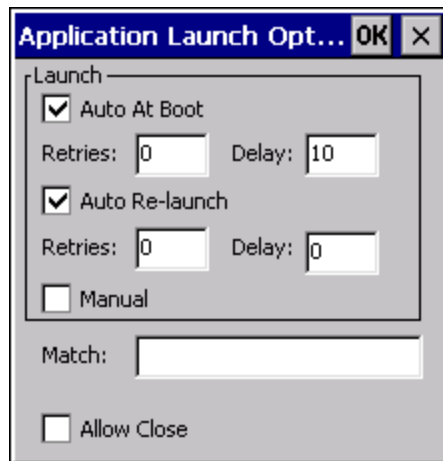 Application Launch Opt... OK ×
Launch
Auto At Boot
Retries: 0 Delay: 10
Auto Re-launch
Retries: 0 Delay: 0
Manual
Match:
Allow Close